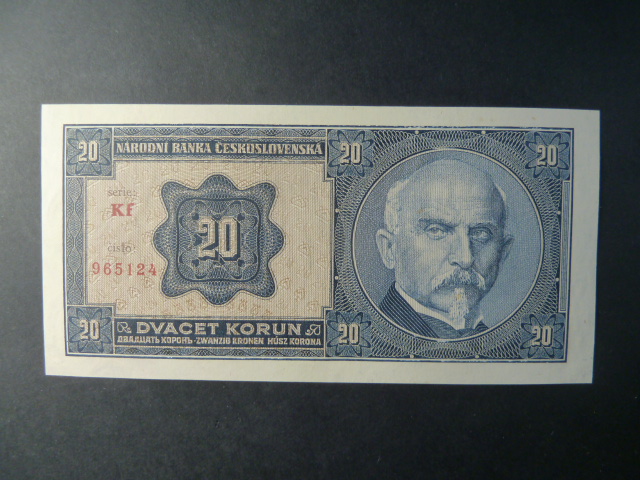 20 NÁRODNÍ BANKA ČESKOSLOVENSKÁ 20 20
serie:
Kf
20
číslo:
965124
20 DVACET KORUN 20 20
ДВАДЦАТЬ КОРОНЪ · ZWANZIG KRONEN · HÚSZ KORONA